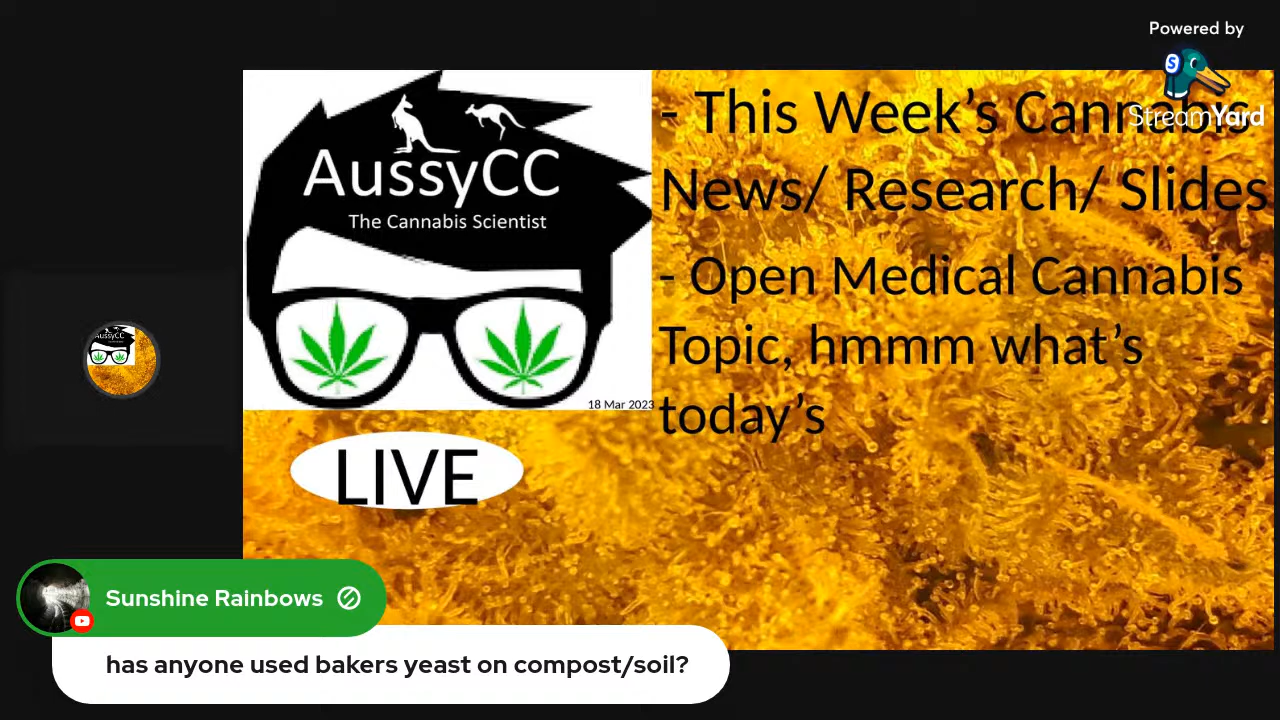 Powered by
StreamYard
AussyCC
The Cannabis Scientist
18 Mar 2023
- This Week’s Cannabis
News/ Research/ Slides
- Open Medical Cannabis
Topic, hmmm what’s
today’s
LIVE
Sunshine Rainbows
has anyone used bakers yeast on compost/soil?